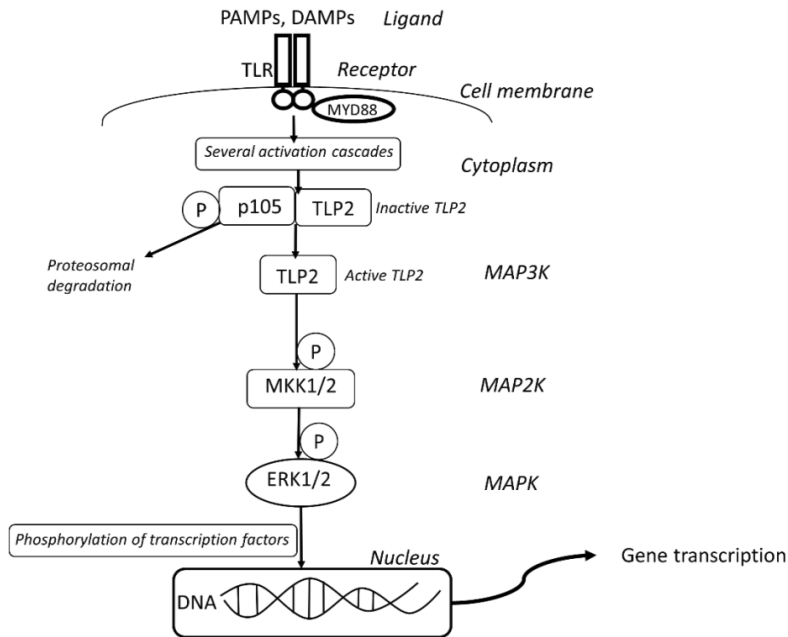 PAMPs, DAMPs Ligand
TLR Receptor
Cell membrane
MYD88
Several activation cascades
Cytoplasm
P p105 TLP2 Inactive TLP2
Proteosomal
degradation
TLP2 Active TLP2 MAP3K
P
MKK1/2 MAP2K
P
ERK1/2 MAPK
Phosphorylation of transcription factors
Nucleus
Gene transcription
DNA